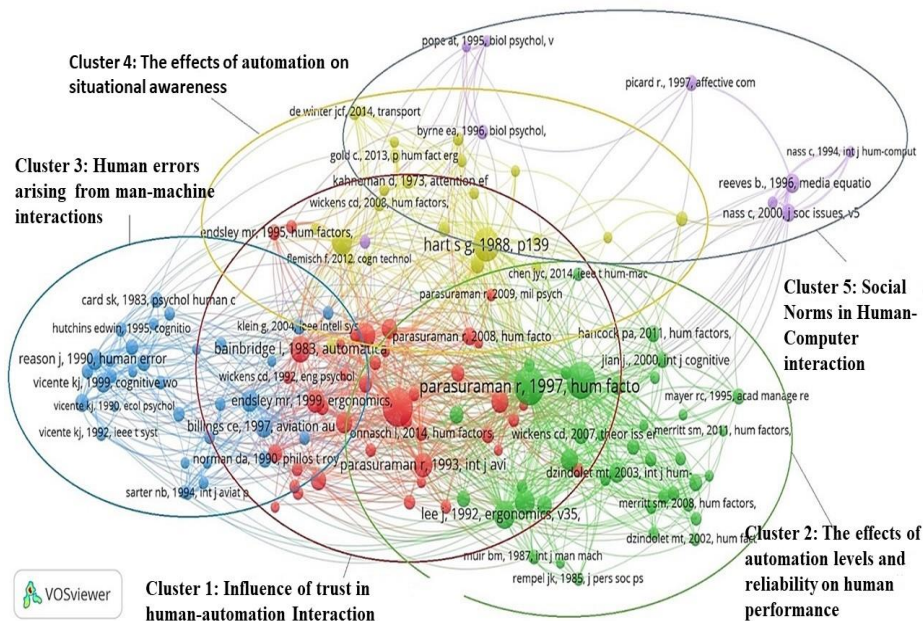 pope at, 1995, biol psychol, v
Cluster 4: The effects of automation on
situational awareness
picard r., 1997, affective com
de winter jcf, 2014, transport
byrne ea, 1996, biol psychol,
nass c, 1994, int j hum-comput
gold c., 2013, p hum fact erg
Cluster 3: Human errors
arising from man-machine
interactions
kahneman d, 1973, attention ef
reeves b., 1996, media equatio
wickens cd, 2008, hum factors,
nass c, 2000, j soc issues, v5
endsley mr, 1995, hum factors,
hart s g, 1988, p139
flemisch f, 2012, cogn technol
chen jyc, 2014, ieee t hum-mac
Cluster 5: Social
Norms in Human-
Computer
interaction
parasuraman r, 2009, mil psych
card sk, 1983, psychol human c
hutchins edwin, 1995, cognitio
klein g, 2004, ieee intell sys
parasuraman r, 2008, hum facto
hancock pa, 2011, hum factors,
bainbridge l, 1983, automatica
jian j., 2000, int j cognitive
reason j, 1990, human error
wickens cd, 1992, eng psychol
parasuraman r, 1997, hum facto
vicente kj, 1999, cognitive wo
mayer rc, 1995, acad manage re
endsley mr, 1999, ergonomics,
vicente kj, 1990, ecol psychol
billings ce, 1997, aviation au
onnasch l, 2014, hum factors,
wickens cd, 2007, theor iss er
merritt sm, 2011, hum factors,
vicente kj, 1992, ieee t syst
norman da, 1990, philos t roy
parasuraman r, 1993, int j avi
dzindolet mt, 2003, int j hum-
sarter nb, 1994, int j aviat p
lee j, 1992, ergonomics, v35,
merritt sm, 2008, hum factors,
dzindolet mt, 2002, hum fact
muir bm, 1987, int j man mach
rempel jk, 1985, j pers soc ps
Cluster 2: The effects of
automation levels and
reliability on human
performance
Cluster 1: Influence of trust in
human-automation Interaction
VOSviewer